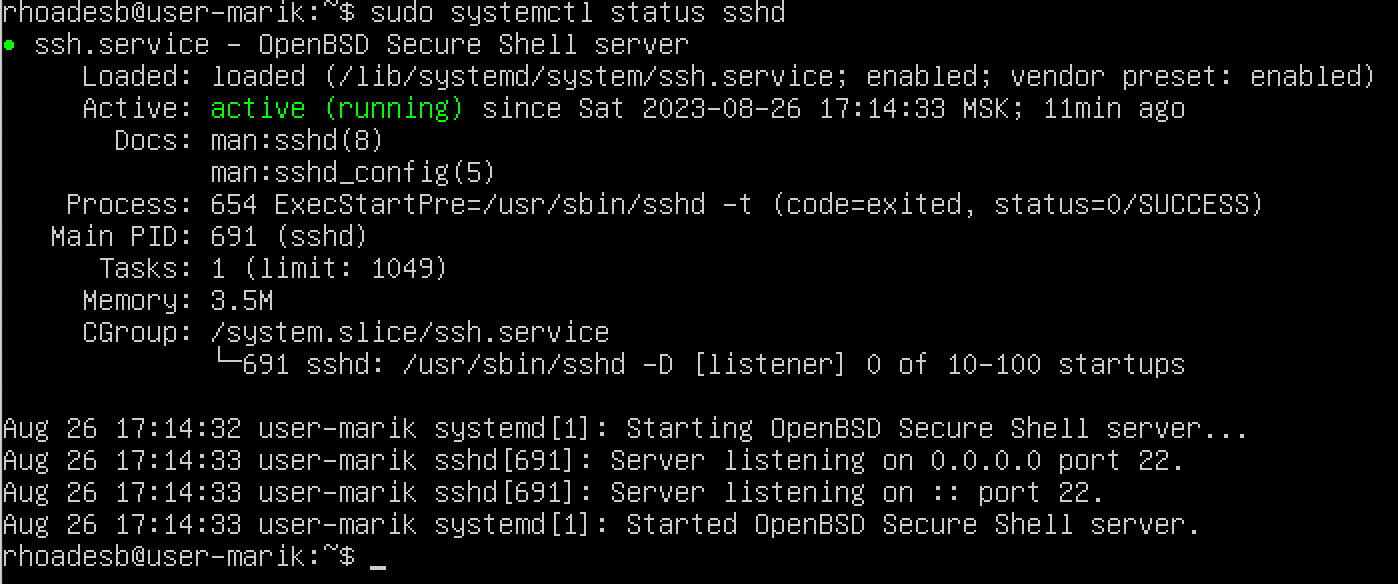 rhoadesb@user-marik:~$ sudo systemctl status sshd
● ssh.service - OpenBSD Secure Shell server
     Loaded: loaded (/lib/systemd/system/ssh.service; enabled; vendor preset: enabled)
     Active: active (running) since Sat 2023-08-26 17:14:33 MSK; 11min ago
       Docs: man:sshd(8)
             man:sshd_config(5)
    Process: 654 ExecStartPre=/usr/sbin/sshd -t (code=exited, status=0/SUCCESS)
   Main PID: 691 (sshd)
      Tasks: 1 (limit: 1049)
     Memory: 3.5M
     CGroup: /system.slice/ssh.service
             └─691 sshd: /usr/sbin/sshd -D [listener] 0 of 10-100 startups

Aug 26 17:14:32 user-marik systemd[1]: Starting OpenBSD Secure Shell server...
Aug 26 17:14:33 user-marik sshd[691]: Server listening on 0.0.0.0 port 22.
Aug 26 17:14:33 user-marik sshd[691]: Server listening on :: port 22.
Aug 26 17:14:33 user-marik systemd[1]: Started OpenBSD Secure Shell server.
rhoadesb@user-marik:~$ _